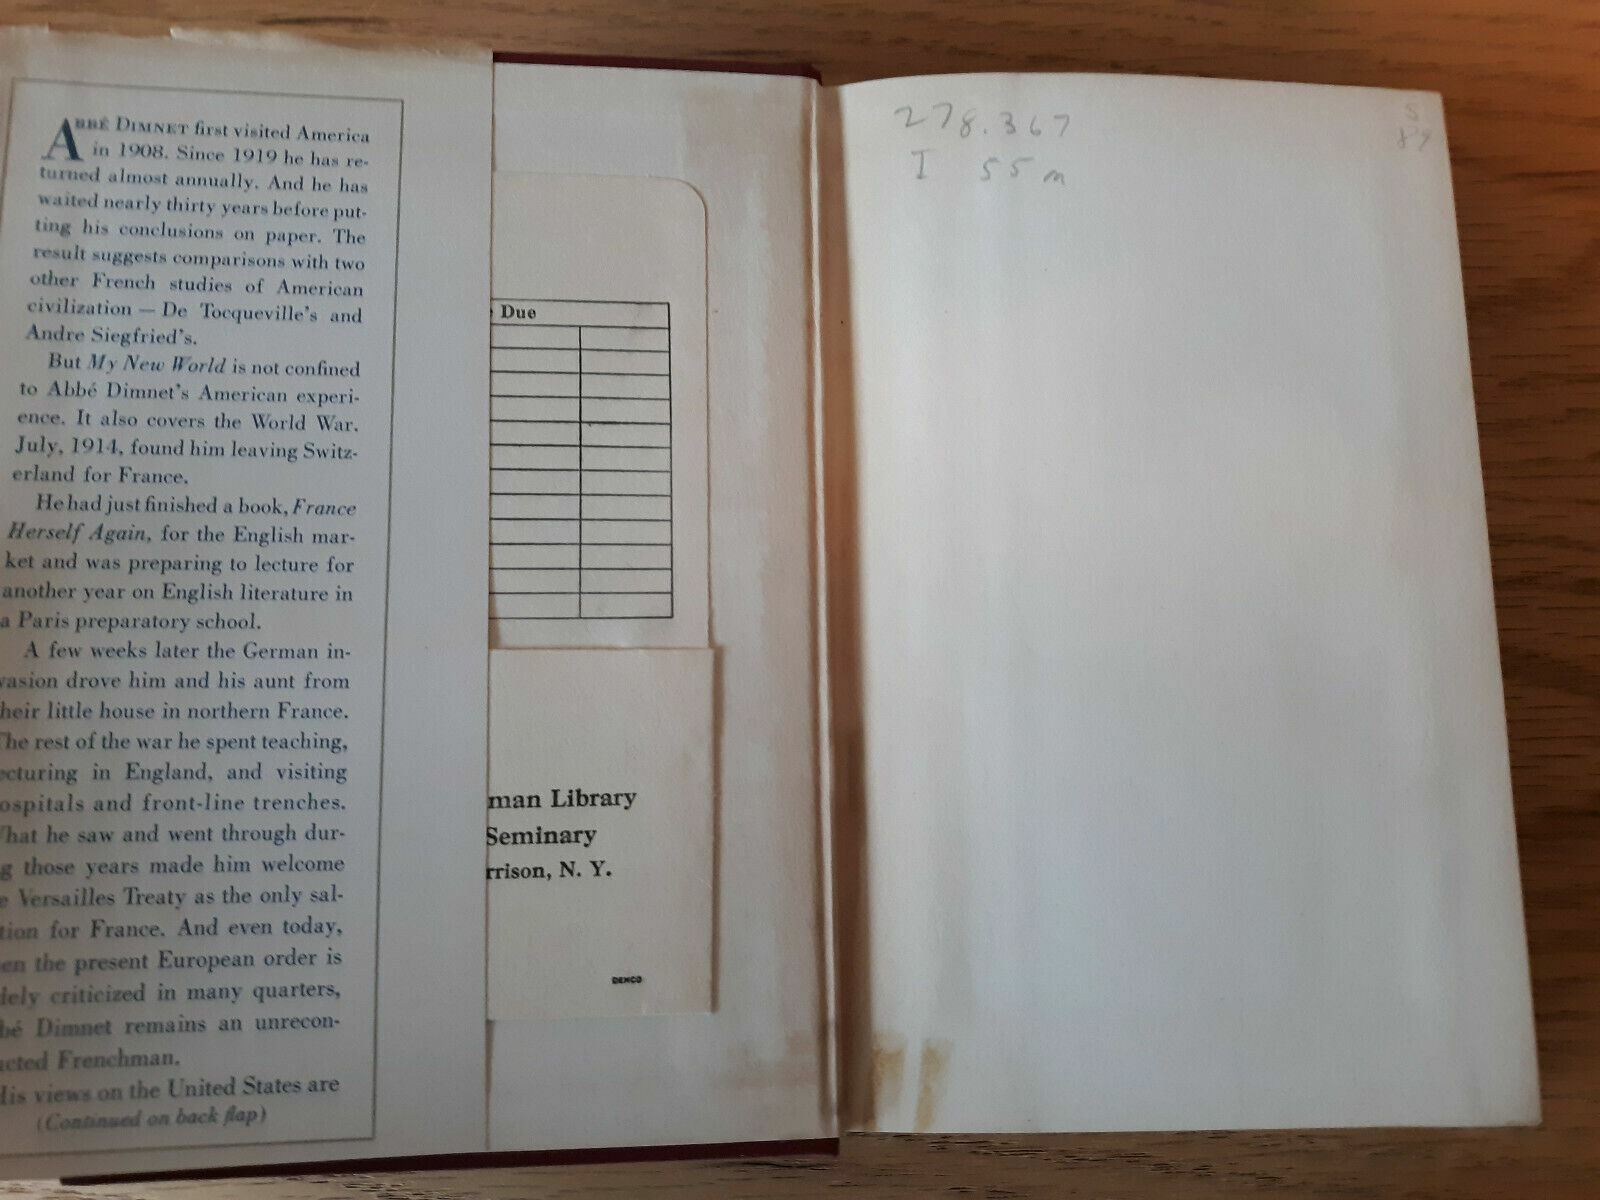 ABBÉ DIMNET first visited America
in 1908. Since 1919 he has re-
turned almost annually. And he has
waited nearly thirty years before put-
ting his conclusions on paper. The
result suggests comparisons with two
other French studies of American
civilization — De Tocqueville's and
Andre Siegfried's.
But My New World is not confined
to Abbé Dimnet's American experi-
ence. It also covers the World War.
July, 1914, found him leaving Switz-
erland for France.
He had just finished a book, France
Herself Again, for the English mar-
ket and was preparing to lecture for
another year on English literature in
a Paris preparatory school.
A few weeks later the German in-
vasion drove him and his aunt from
heir little house in northern France.
The rest of the war he spent teaching,
ecturing in England, and visiting
ospitals and front-line trenches.
What he saw and went through dur-
g those years made him welcome
e Versailles Treaty as the only sal-
tion for France. And even today,
en the present European order is
dely criticized in many quarters,
bé Dimnet remains an unrecon-
ucted Frenchman.
His views on the United States are
(Continued on back flap)
Due
man Library
Seminary
rrison, N. Y.
DEMCO
278.367
I 55m
S
89